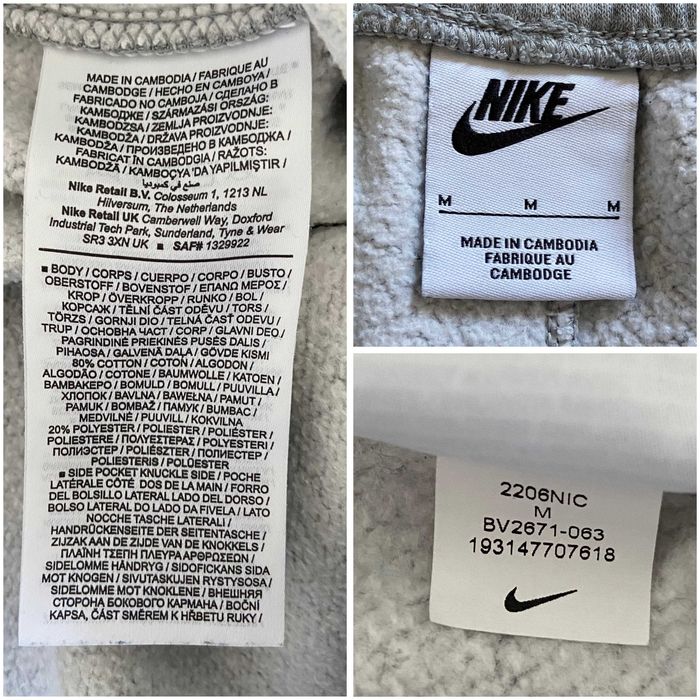 MADE IN CAMBODIA / FABRIQUE AU
CAMBODGE / HECHO EN CAMBOYA /
FABRICADO NO CAMBOJA / СДЕЛАНО В
КАМБОДЖЕ / SZÁRMAZÁSI ORSZÁG:
KAMBODZSA / ZEMLJA PROIZVODNJE:
KAMBODŽA / DRŽAVA PROIZVODNJE:
KAMBODŽA / ПРОИЗВЕДЕНО В КАМБОДЖА /
FABRICAT ÎN CAMBODGIA / RAŽOTS:
KAMBODŽĀ / KAMBOÇYA 'DA YAPILMIŞTIR /
صنع في كمبوديا
Nike Retail B.V. Colosseum 1, 1213 NL
Hilversum, The Netherlands
Nike Retail UK Camberwell Way, Doxford
Industrial Tech Park, Sunderland, Tyne & Wear
SR3 3XN UK ■ SAF# 1329922
■ BODY / CORPS / CUERPO / CORPO / BUSTO /
OBERSTOFF / BOVENSTOF / ΕΠΑΝΩ ΜΕΡΟΣ /
KROP / ÖVERKROPP / RUNKO / BOL /
КОРСАЖ / TĚLNÍ ČÁST ODĚVU / TORS /
TÖRZS / GORNJI DIO / TELNÁ ČASŤ ODEVU /
TRUP / ОСНОВНА ЧАСТ / CORP / GLAVNI DEO /
PAGRINDINĖ PRIEKINĖS PUSĖS DALIS /
PIHAOSA / GALVENĀ DAĻA / GÖVDE KISMI
80% COTTON / COTON / ALGODON /
ALGODÃO / COTONE / BAUMWOLLE / KATOEN /
ΒΑΜΒΑΚΕΡΟ / BOMULD / BOMULL / PUUVILLA /
ХЛОПОК / BAVLNA / BAWEŁNA / PAMUT /
PAMUK / BOMBAŽ / ПАМУК / BUMBAC /
MEDVILNĖ / PUUVILL / KOKVILNA
20% POLYESTER / POLIESTER / POLIÉSTER /
POLIESTERE / ΠΟΛΥΕΣΤΕΡΑΣ / POLYESTERI /
ПОЛИЭСТЕР / POLIÉSZTER / ПОЛИЕСТЕР /
POLIESTERIS / POLÜESTER
■ SIDE POCKET KNUCKLE SIDE / POCHE
LATÉRALE CÔTÉ DOS DE LA MAIN / FORRO
DEL BOLSILLO LATERAL LADO DEL DORSO /
BOLSO LATERAL DO LADO DA FIVELA / LATO
NOCCHE TASCHE LATERALI /
HANDRÜCKENSEITE DER SEITENTASCHE /
ZIJZAK AAN DE ZIJDE VAN DE KNOKKELS /
ΠΛΑΪΝΗ ΤΣΕΠΗ ΠΛΕΥΡΑ ΑΡΘΡΩΣΕΩΝ /
SIDELOMME HÅNDRYG / SIDOFICKANS SIDA
MOT KNOGEN / SIVUTASKUJEN RYSTYSOSA /
SIDELOMME MOT KNOKLENE / ВНЕШНЯЯ
СТОРОНА БОКОВОГО КАРМАНА / BOČNÍ
KAPSA, ČÁST SMĚREM K HŘBETU RUKY /
NIKE
M M M
MADE IN CAMBODIA
FABRIQUE AU
CAMBODGE
2206NIC
M
BV2671-063
193147707618